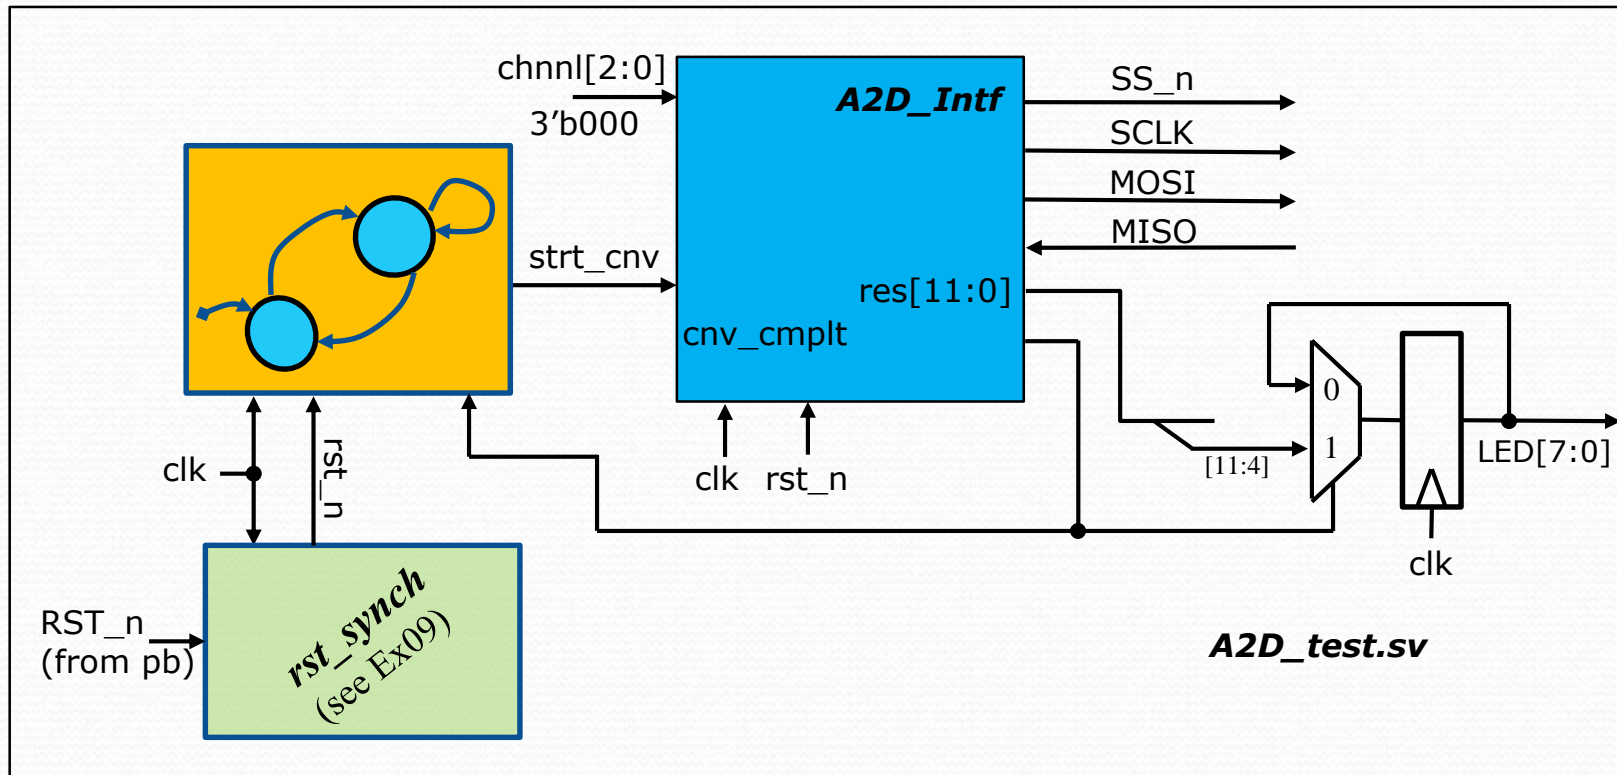 chnnl[2:0]
3'b000
A2D_Intf
SS_n
SCLK
MOSI
MISO
strt_cnv
res[11:0]
cnv_cmplt
0
1
[11:4]
LED[7:0]
clk
rst_n
clk
rst_n
clk
RST_n
(from pb)
rst_synch
(see Ex09)
A2D_test.sv